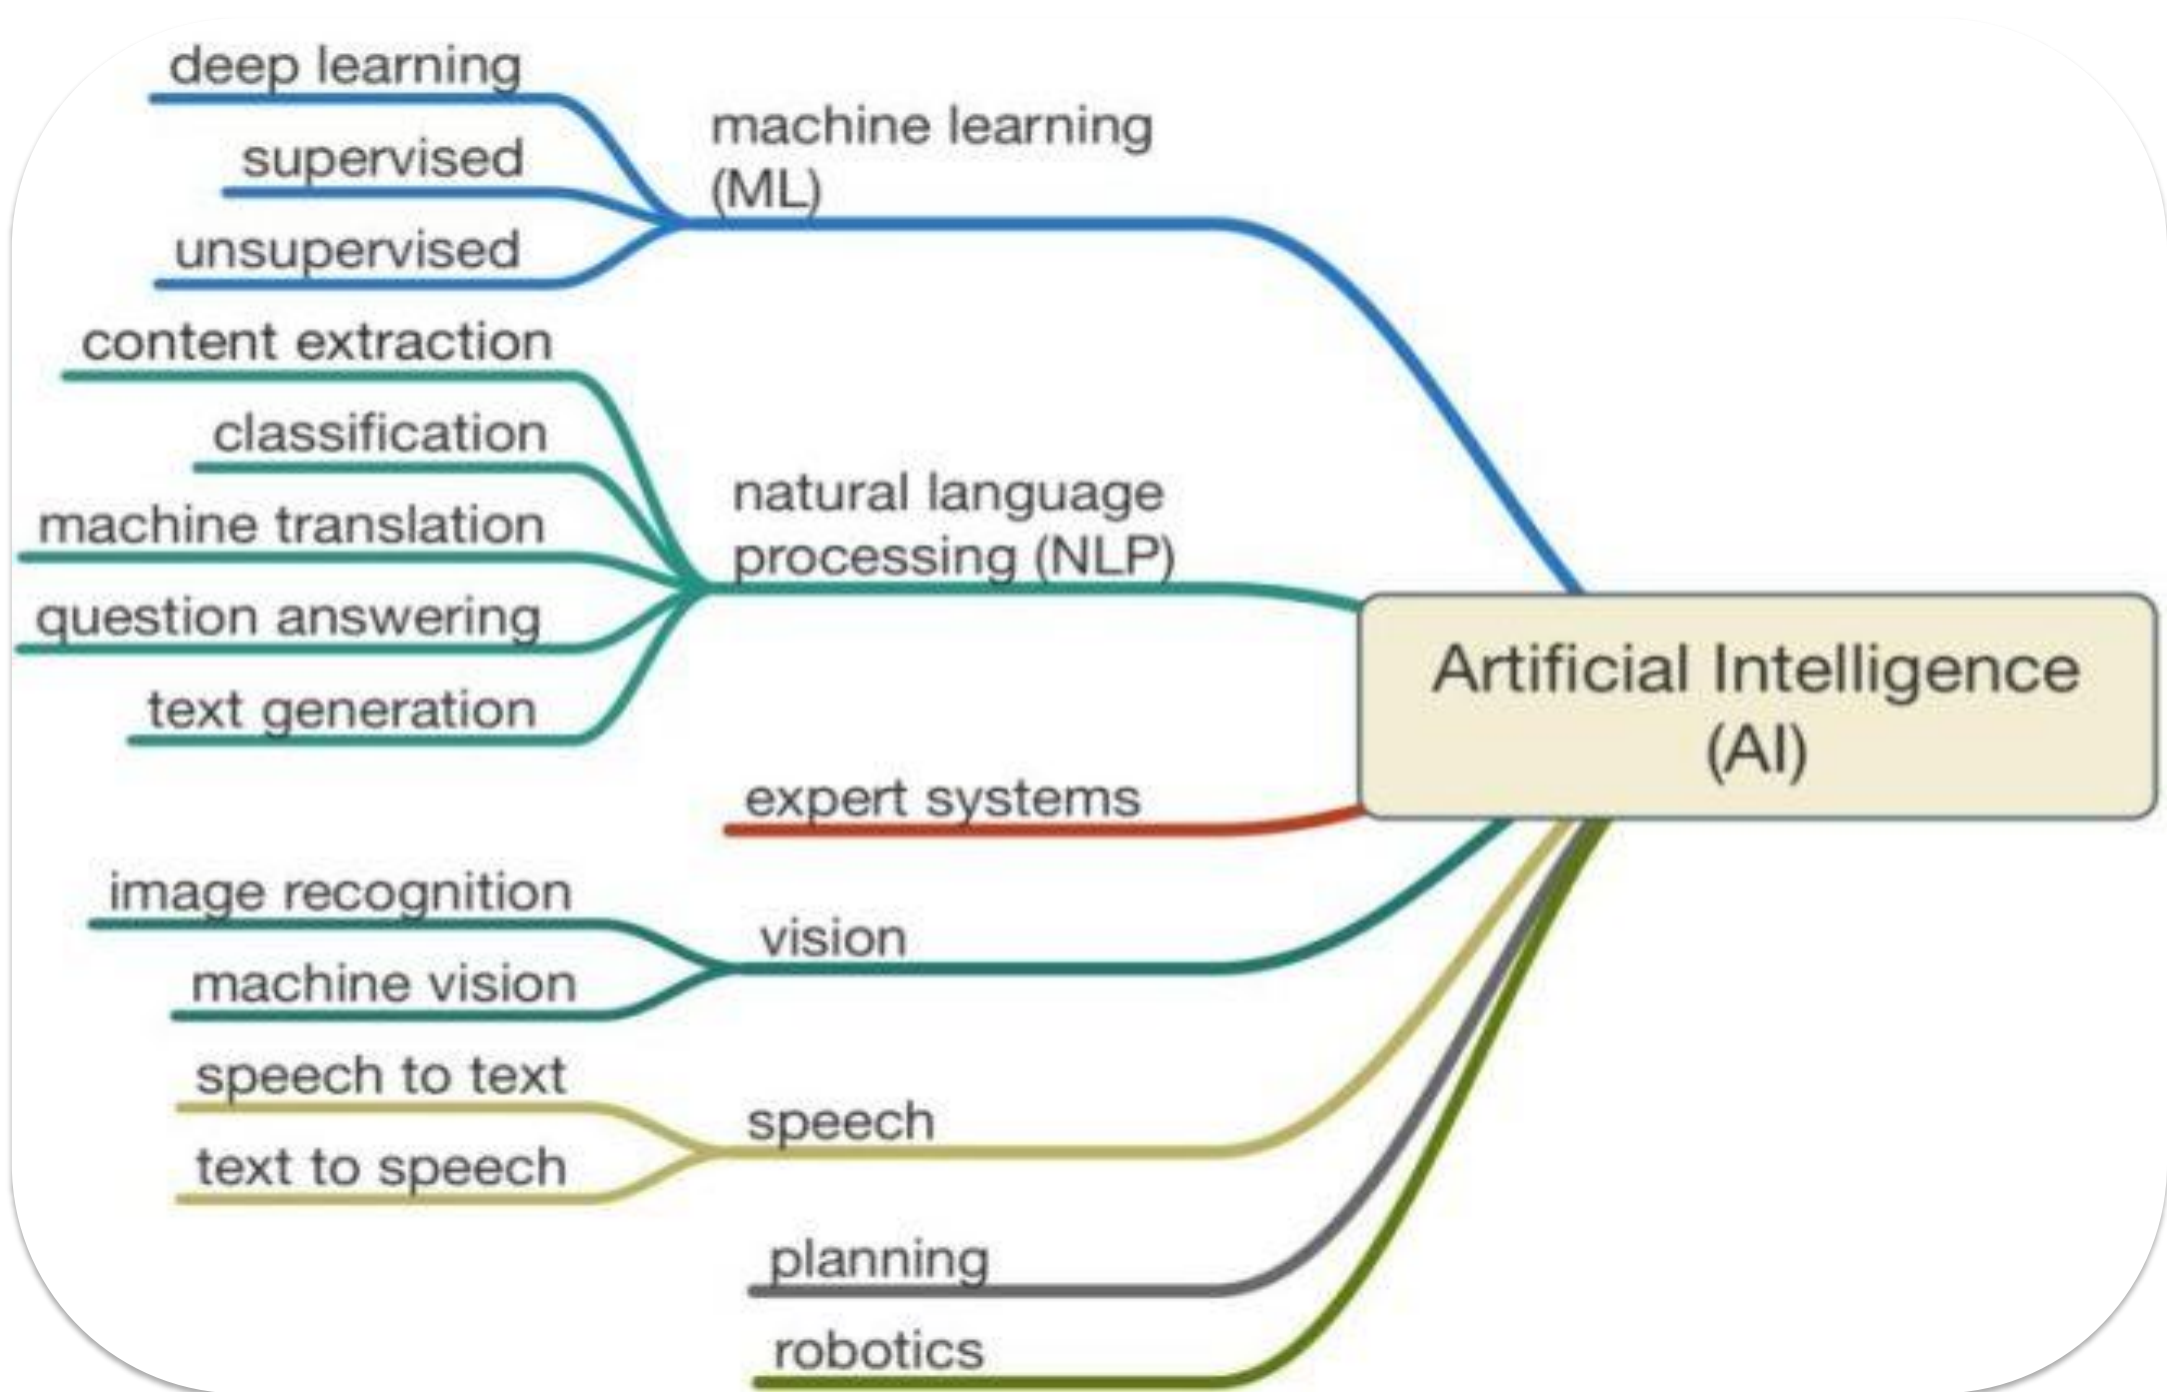 deep learning
supervised
unsupervised
machine learning
(ML)
content extraction
classification
machine translation
question answering
text generation
natural language
processing (NLP)
expert systems
image recognition
machine vision
vision
speech to text
text to speech
speech
planning
robotics
Artificial Intelligence
(AI)